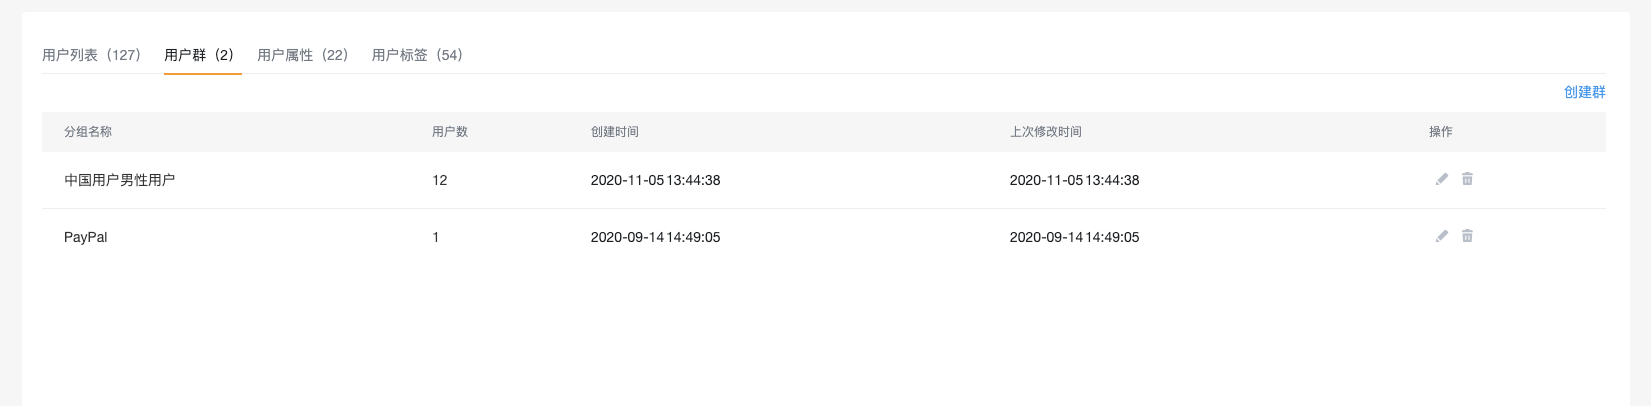 用户列表（127） 用户群（2） 用户属性（22） 用户标签（54）
创建群
分组名称 用户数 创建时间 上次修改时间 操作
中国用户男性用户 12 2020-11-05 13:44:38 2020-11-05 13:44:38
PayPal 1 2020-09-14 14:49:05 2020-09-14 14:49:05